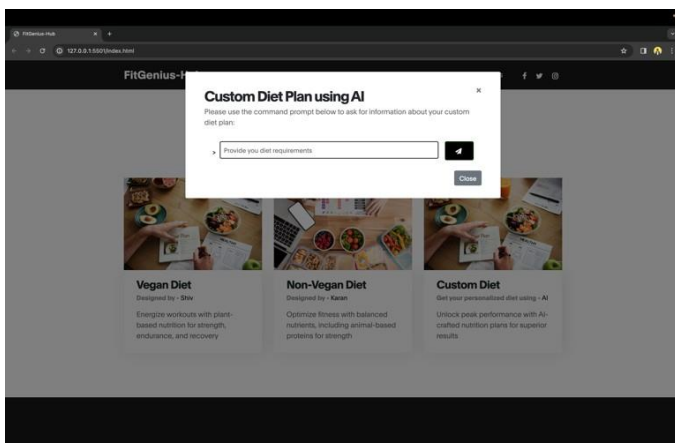 FitGenius-Hub
127.0.0.1:5501/index.html
FitGenius-H
Custom Diet Plan using AI
Please use the command prompt below to ask for information about your custom
diet plan:
> Provide you diet requirements
Close
Vegan Diet
Designed by - Shiv
Energize workouts with plant-
based nutrition for strength,
endurance, and recovery
Non-Vegan Diet
Designed by - Karan
Optimize fitness with balanced
nutrients, including animal-based
proteins for strength
Custom Diet
Get your personalized diet using - AI
Unlock peak performance with AI-
crafted nutrition plans for superior
results